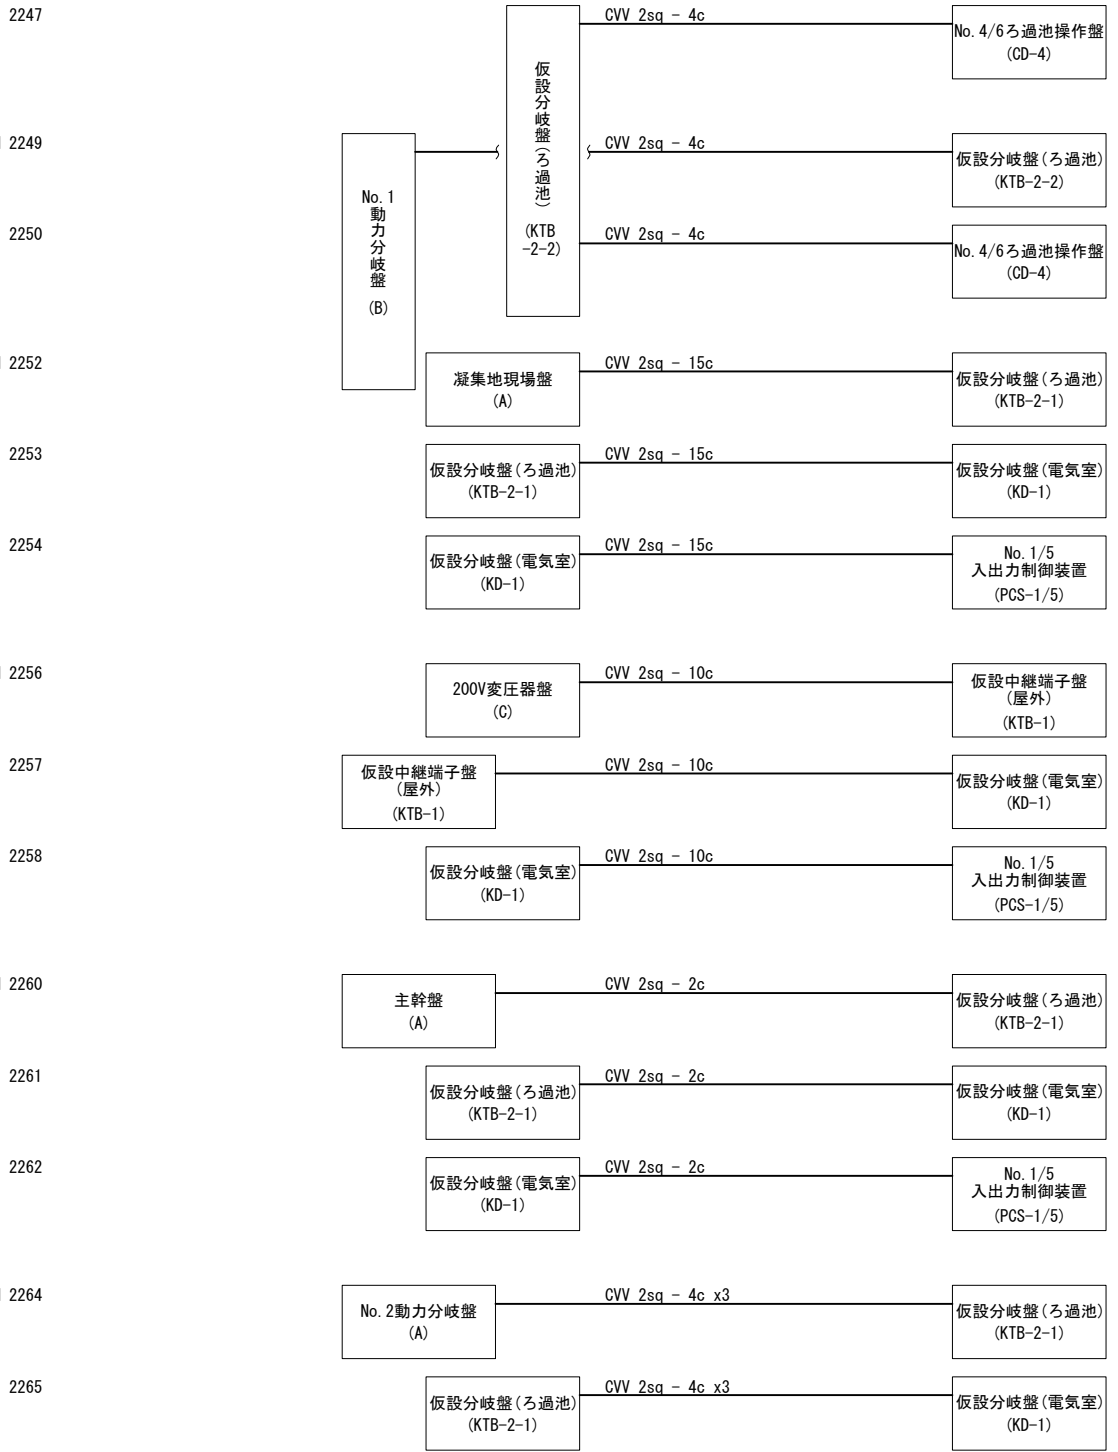 2247
CVV 2sq - 4c
No.4/6ろ過池操作盤
(CD-4)
仮設分岐盤(ろ過池)
(KTB
-2-2)
2249
CVV 2sq - 4c
仮設分岐盤(ろ過池)
(KTB-2-2)
No.1
動力分岐盤
(B)
2250
CVV 2sq - 4c
No.4/6ろ過池操作盤
(CD-4)
2252
凝集地現場盤
(A)
CVV 2sq - 15c
仮設分岐盤(ろ過池)
(KTB-2-1)
2253
仮設分岐盤(ろ過池)
(KTB-2-1)
CVV 2sq - 15c
仮設分岐盤(電気室)
(KD-1)
2254
仮設分岐盤(電気室)
(KD-1)
CVV 2sq - 15c
No.1/5
入出力制御装置
(PCS-1/5)
2256
200V変圧器盤
(C)
CVV 2sq - 10c
仮設中継端子盤
(屋外)
(KTB-1)
2257
仮設中継端子盤
(屋外)
(KTB-1)
CVV 2sq - 10c
仮設分岐盤(電気室)
(KD-1)
2258
仮設分岐盤(電気室)
(KD-1)
CVV 2sq - 10c
No.1/5
入出力制御装置
(PCS-1/5)
2260
主幹盤
(A)
CVV 2sq - 2c
仮設分岐盤(ろ過池)
(KTB-2-1)
2261
仮設分岐盤(ろ過池)
(KTB-2-1)
CVV 2sq - 2c
仮設分岐盤(電気室)
(KD-1)
2262
仮設分岐盤(電気室)
(KD-1)
CVV 2sq - 2c
No.1/5
入出力制御装置
(PCS-1/5)
2264
No.2動力分岐盤
(A)
CVV 2sq - 4c x3
仮設分岐盤(ろ過池)
(KTB-2-1)
2265
仮設分岐盤(ろ過池)
(KTB-2-1)
CVV 2sq - 4c x3
仮設分岐盤(電気室)
(KD-1)